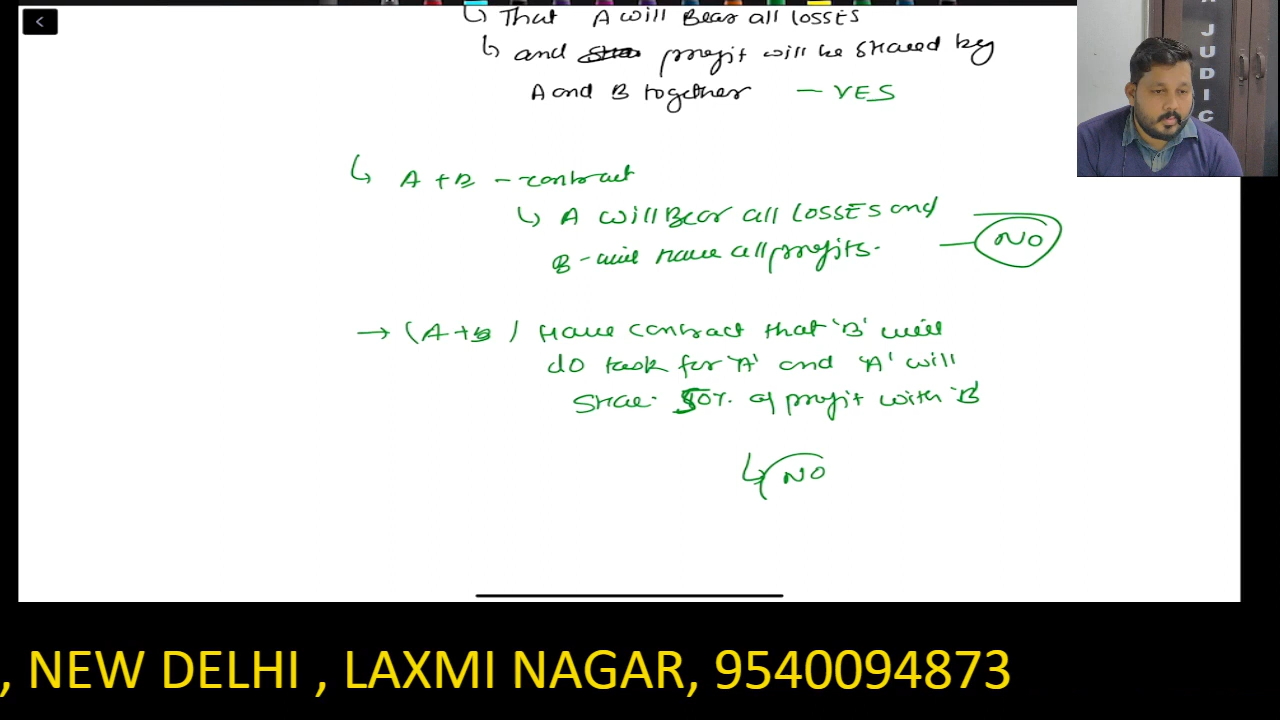 ↳ That A will Bear all LOSSES
↳ and profit will be shared by
A and B together — YES
↳ A + B - contract
↳ A will Bear all LOSSES and
B - will Have all profits.
NO
→ (A+B) Have contract that 'B' will
do task for 'A' and 'A' will
Share 50%. of profit with 'B'
↳ NO
A JUDIC
, NEW DELHI , LAXMI NAGAR, 9540094873